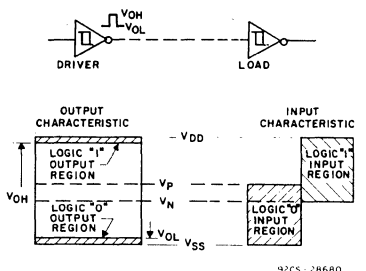 VOH
VOL
DRIVER
LOAD
OUTPUT
CHARACTERISTIC
INPUT
CHARACTERISTIC
VDD
LOGIC "1"
OUTPUT
REGION
LOGIC "1"
INPUT
REGION
VOH
VP
VN
LOGIC "0"
OUTPUT
REGION
LOGIC "0"
INPUT
REGION
VOL
VSS
92CS-28680